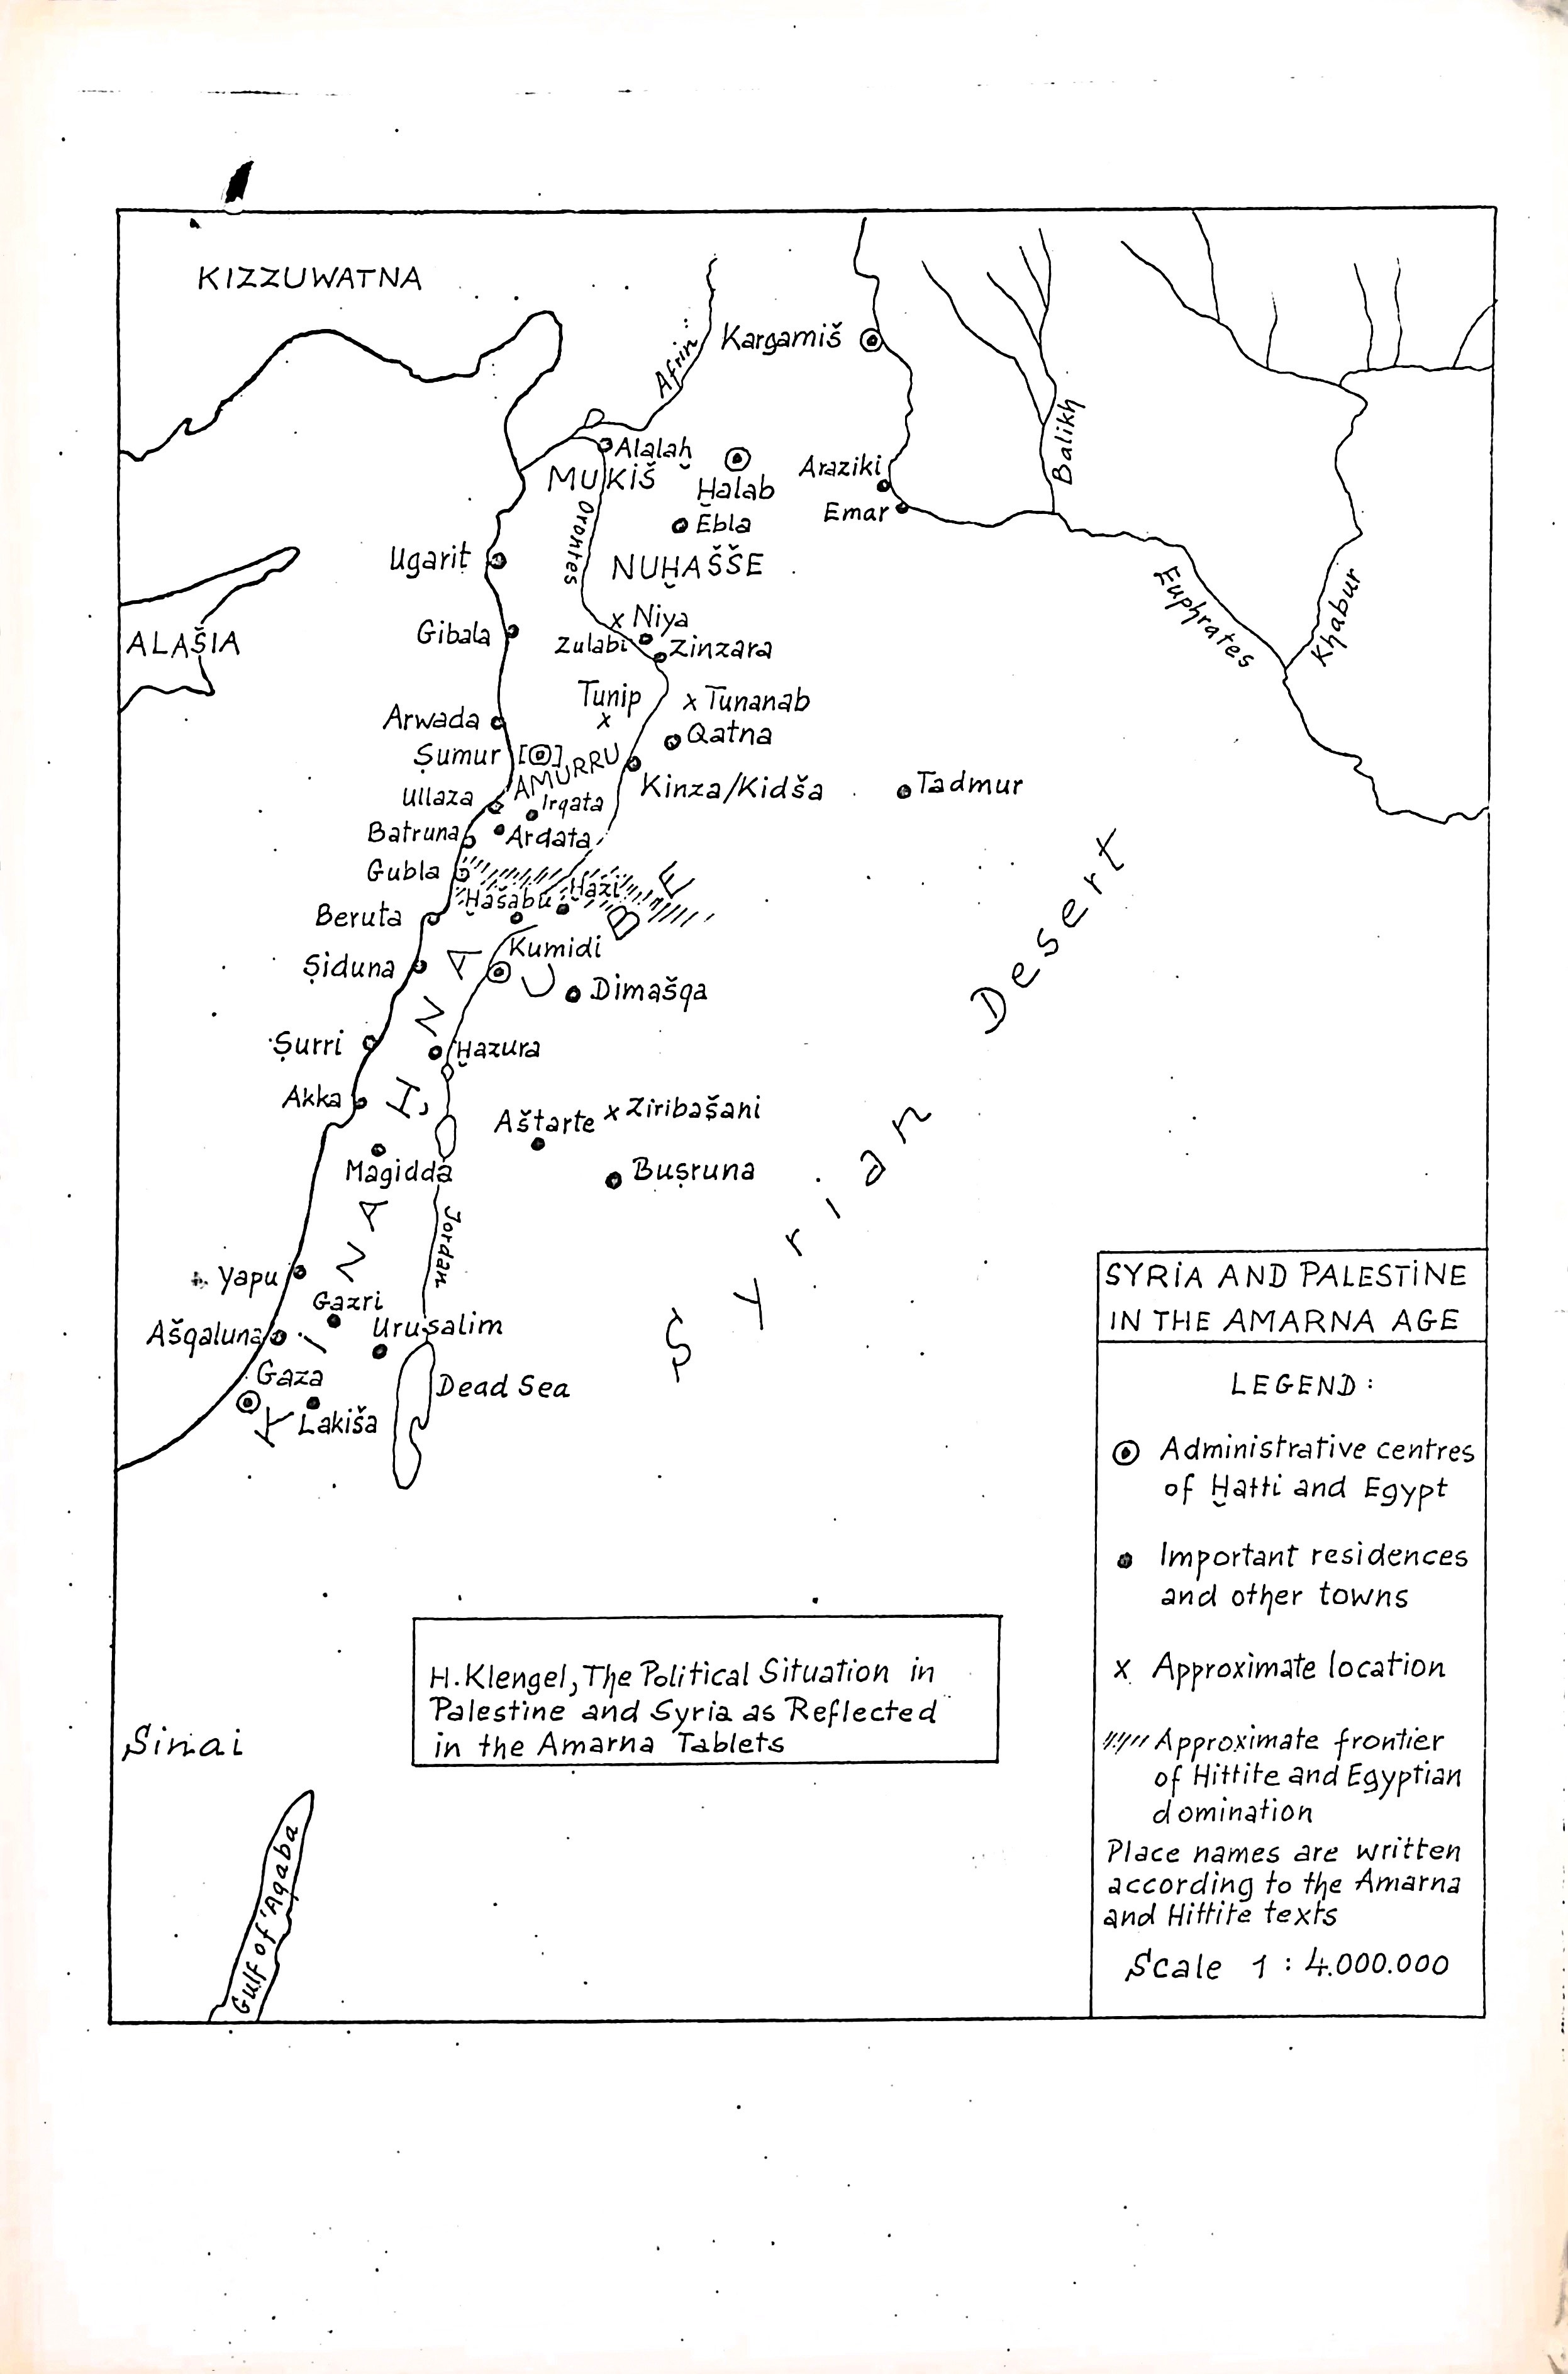 KIZZUWATNA
Afrin
Kargamiš
Balikh
Alalaḫ
MUKIŠ
Ḫalab
Araziki
Emar
Orontes
Ebla
Ugarit
NUḪAŠŠE
Euphrates
Khabur
ALAŠIA
Gibala
x Niya
Zulabi
Zinzara
Tunip
x
x Tunanab
Arwada
Qatna
Ṣumur [ ]
AMURRU
Kinza/Kidša
Tadmur
Ullaza
Irqata
Batruna
Ardata
Gubla
Ḫašabu
Ḫazi
Beruta
UBE
Kumidi
Ṣiduna
Dimašqa
Ṣurri
Ḫazura
Akka
Aštarte
x Ziribašani
Magidda
Buṣruna
Jordan
Yapu
Gazri
Ašqaluna
Urusalim
Gaza
Lakiša
Dead Sea
KINAḪNA
Syrian Desert
SYRIA AND PALESTINE
IN THE AMARNA AGE
LEGEND:
Administrative centres
of Ḫatti and Egypt
Important residences
and other towns
x Approximate location
Approximate frontier
of Hittite and Egyptian
domination
Place names are written
according to the Amarna
and Hittite texts
Scale 1 : 4.000.000
H. Klengel, The Political Situation in
Palestine and Syria as Reflected
in the Amarna Tablets
Sinai
Gulf of 'Aqaba